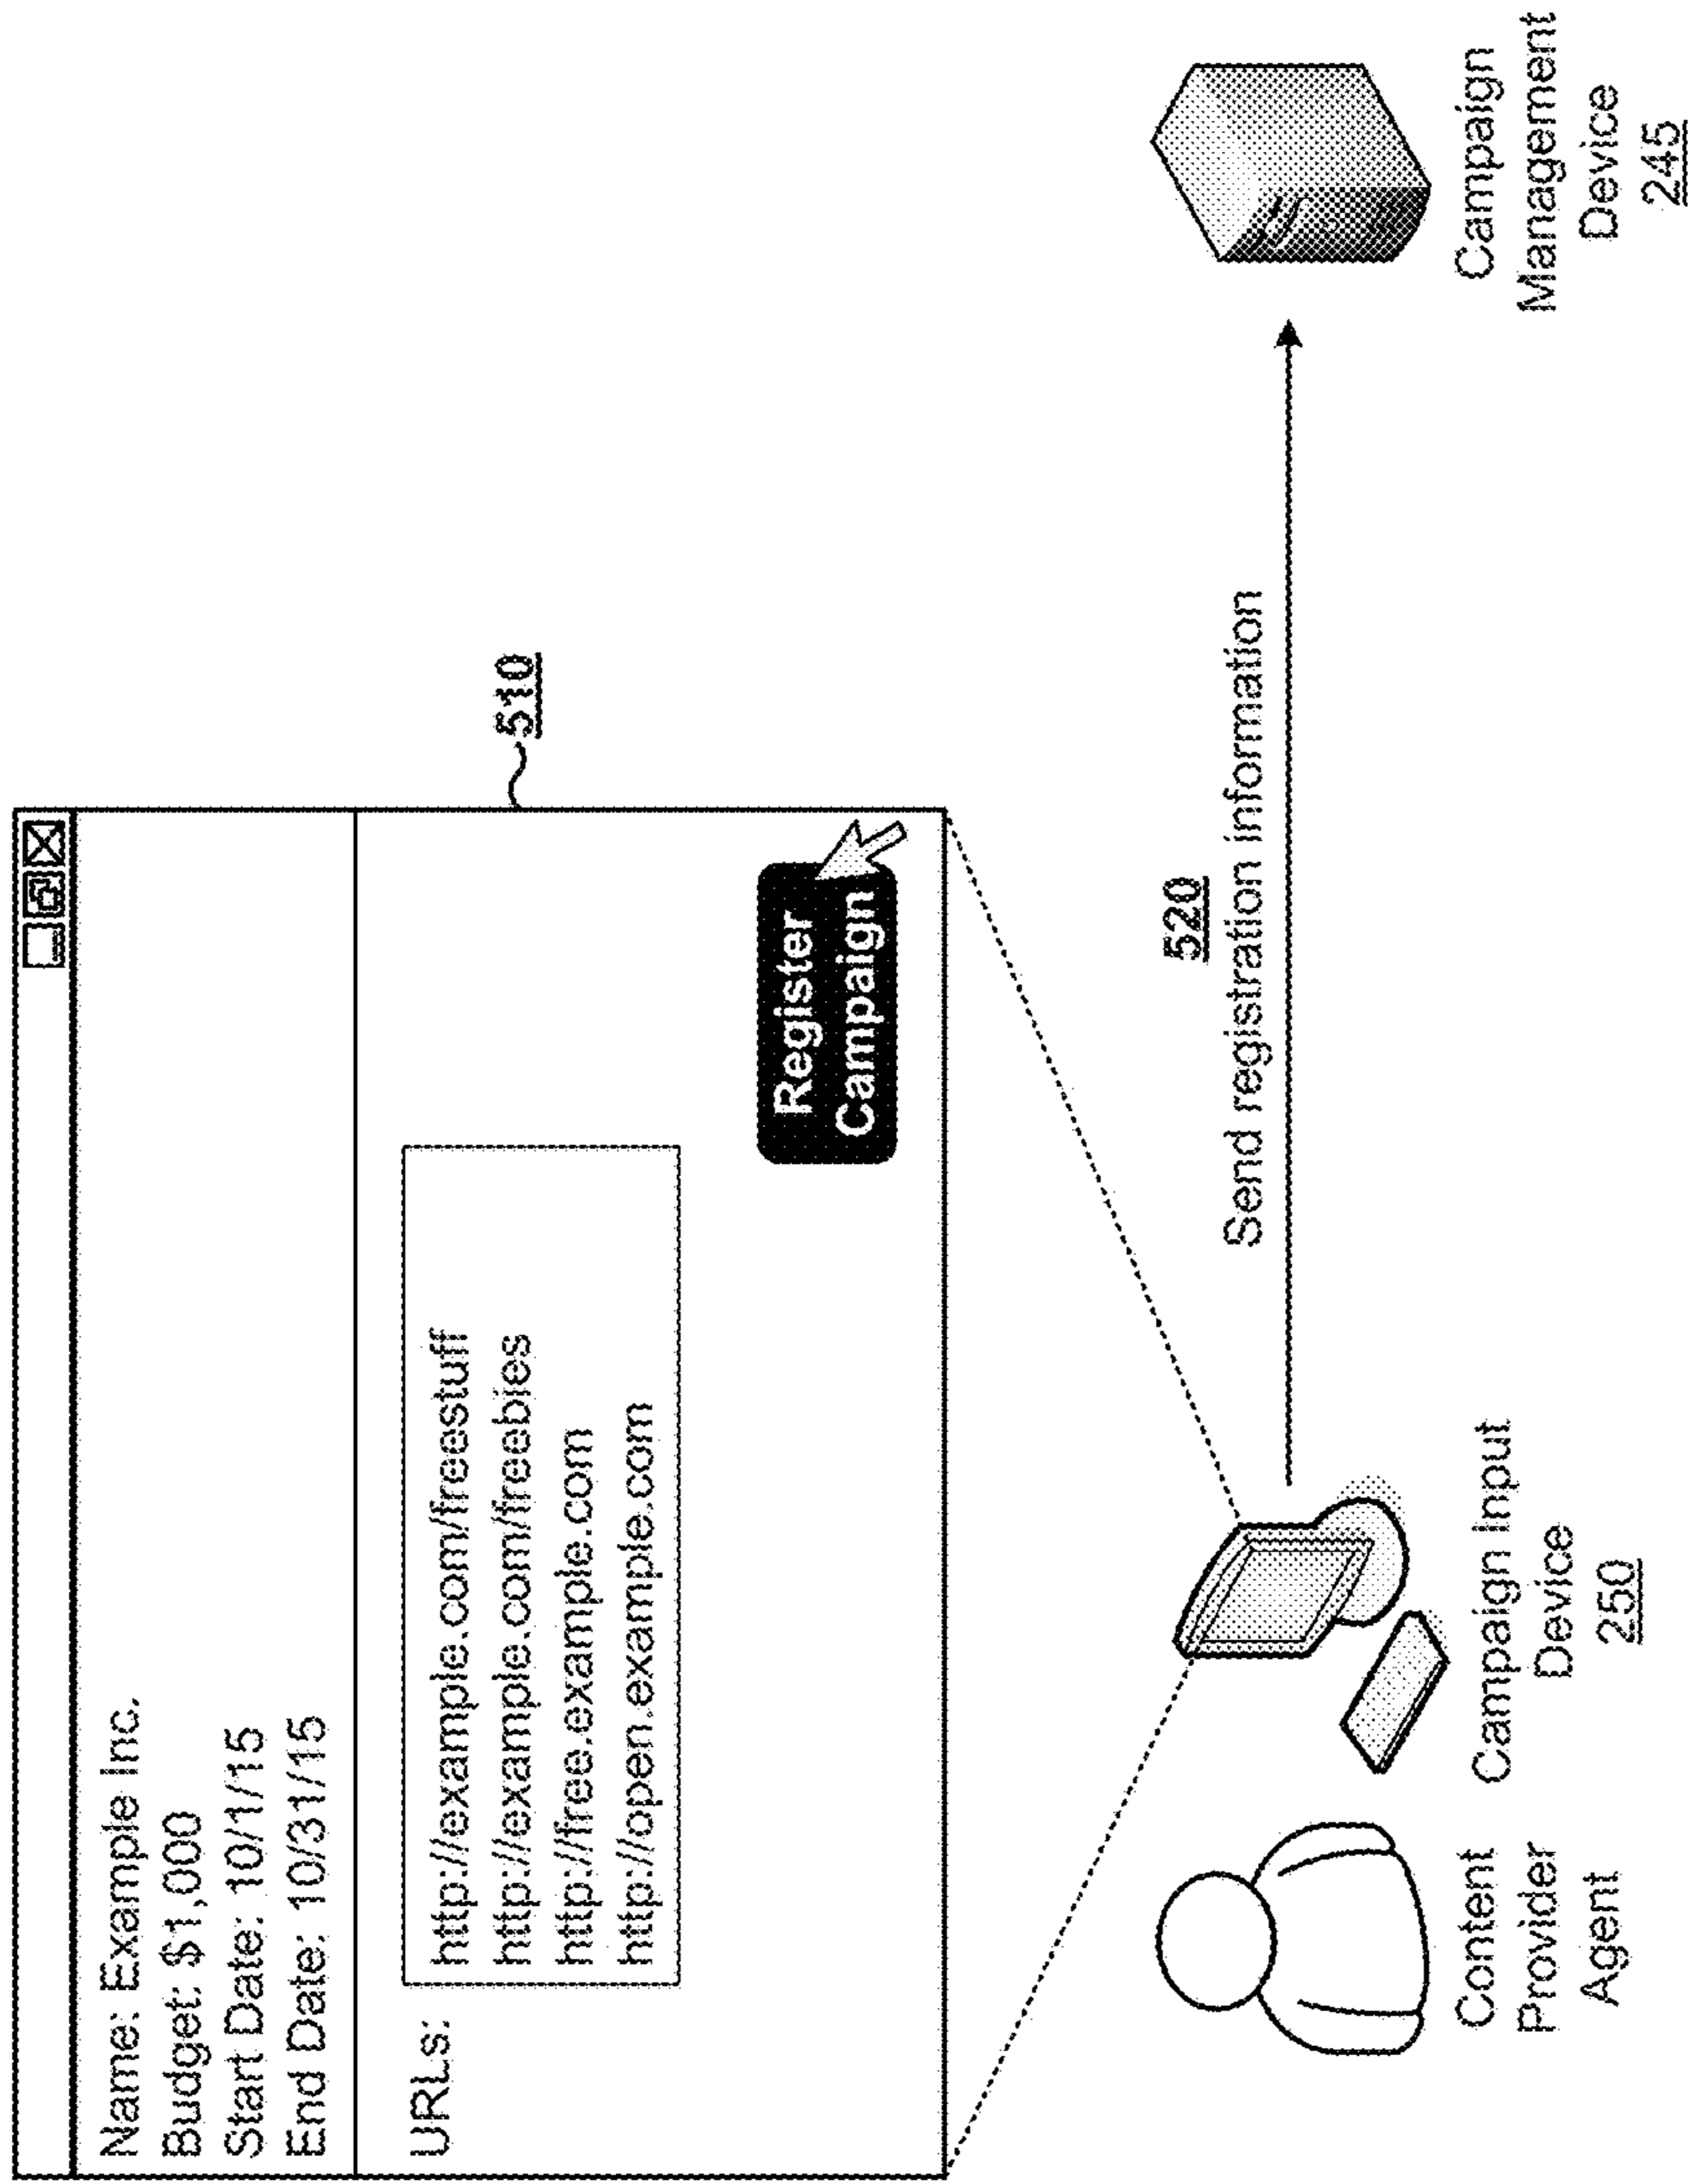 Name: Example Inc.
Budget: $1,000
Start Date: 10/1/15
End Date: 10/31/15
URLs:
http://example.com/freestuff
http://example.com/freebies
http://free.example.com
http://open.example.com
Register
Campaign
510
520
Send registration information
Content
Provider
Agent
Campaign Input
Device
250
Campaign
Management
Device
245